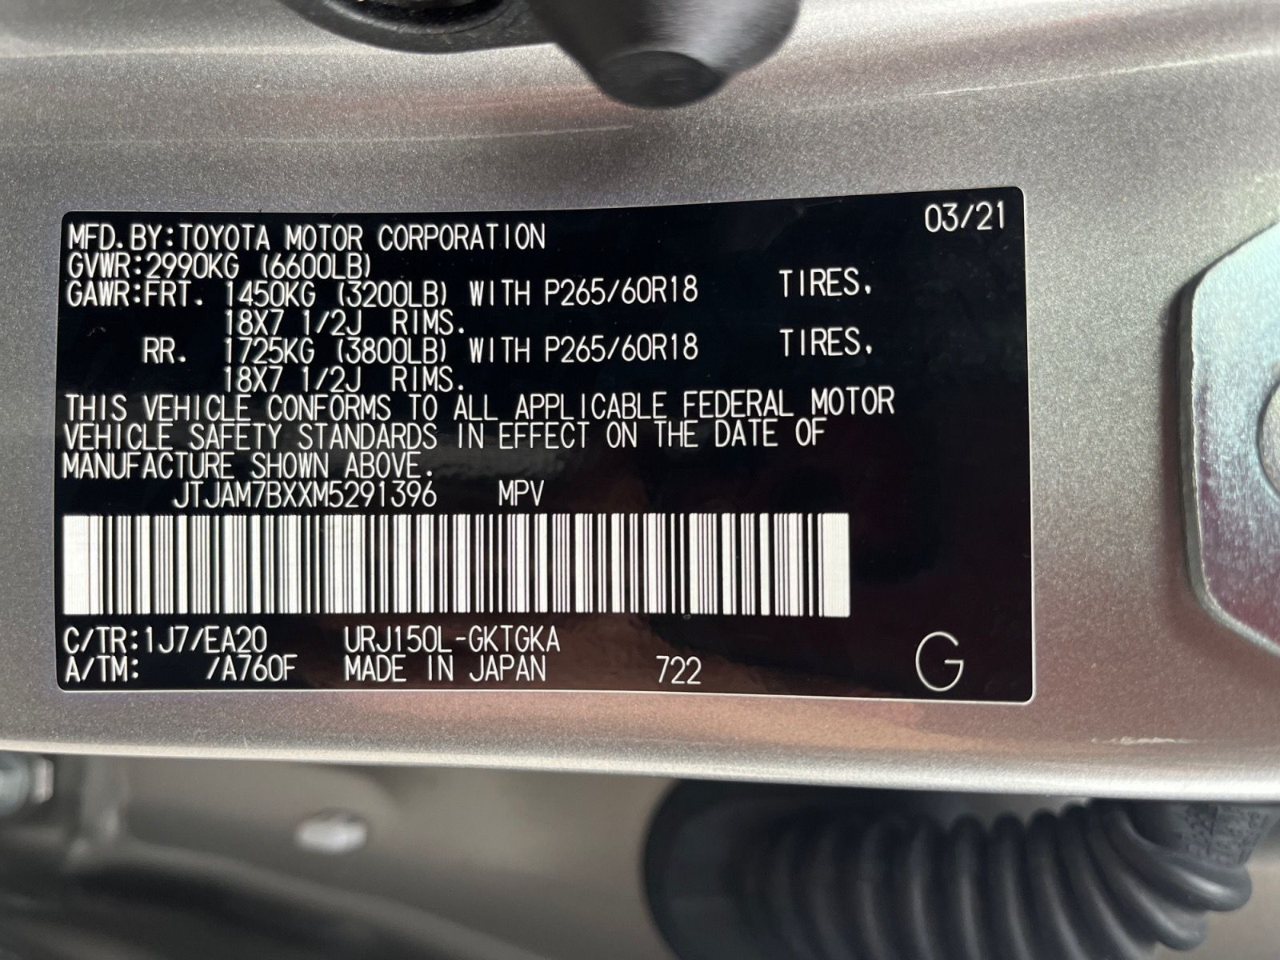 03/21
MFD.BY:TOYOTA MOTOR CORPORATION
GVWR:2990KG (6600LB)
GAWR:FRT. 1450KG (3200LB) WITH P265/60R18 TIRES.
18X7 1/2J RIMS.
RR. 1725KG (3800LB) WITH P265/60R18 TIRES.
18X7 1/2J RIMS.
THIS VEHICLE CONFORMS TO ALL APPLICABLE FEDERAL MOTOR
VEHICLE SAFETY STANDARDS IN EFFECT ON THE DATE OF
MANUFACTURE SHOWN ABOVE.
JTJAM7BXXM5291396 MPV
C/TR:1J7/EA20 URJ150L-GKTGKA
A/TM: /A760F MADE IN JAPAN 722
G